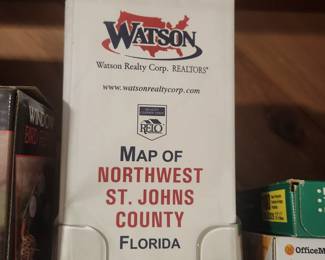 WATSON
Watson Realty Corp. REALTORS®
www.watsonrealtycorp.com
RELO
MAP OF
NORTHWEST
ST. JOHNS
COUNTY
FLORIDA
OfficeM